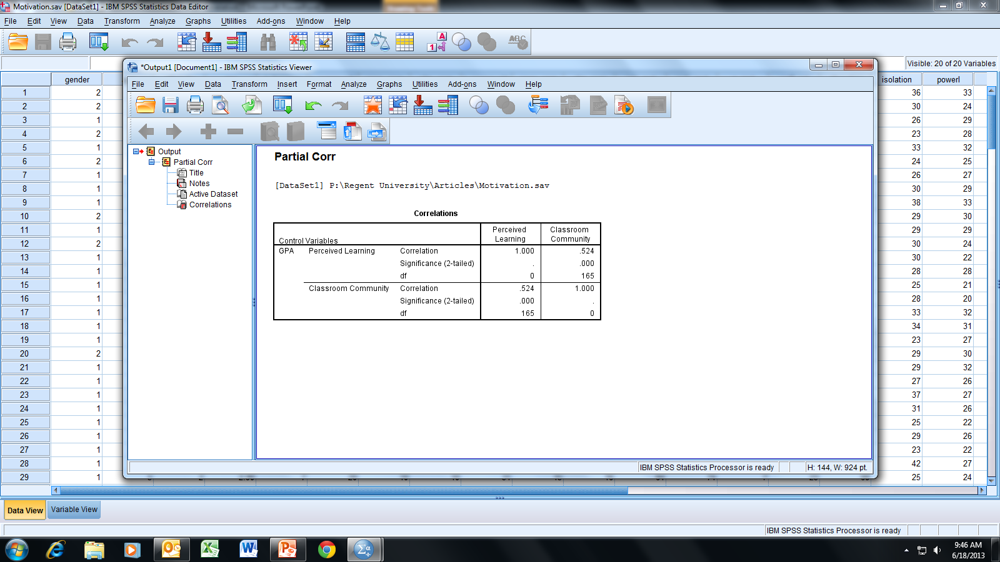 Motivation.sav [DataSet1] - IBM SPSS Statistics Data Editor
File Edit View Data Transform Analyze Graphs Utilities Add-ons Window Help
1 A ABC
Visible: 20 of 20 Variables
*Output1 [Document1] - IBM SPSS Statistics Viewer
File Edit View Data Transform Insert Format Analyze Graphs Utilities Add-ons Window Help
gender isolation powerl
1 2 36 33
2 2 30 24
3 1 26 29
4 2 23 28
5 1 33 32
6 2 24 25
7 1 26 27
8 1 30 29
9 1 38 33
10 2 29 30
11 1 29 29
12 2 30 24
13 1 30 22
14 1 28 28
15 1 25 21
16 1 28 20
17 1 33 32
18 1 34 31
19 1 23 27
20 2 29 30
21 1 29 32
22 1 27 26
23 1 37 27
24 1 31 26
25 1 25 22
26 1 29 26
27 1 23 22
28 1 42 27
29 1 25 24
Output
Partial Corr
Title
Notes
Active Dataset
Correlations
Partial Corr
[DataSet1] P:\Regent University\Articles\Motivation.sav
Correlations
Control Variables Perceived Learning Classroom Community
GPA Perceived Learning Correlation 1.000 .524
Significance (2-tailed) . .000
df 0 165
Classroom Community Correlation .524 1.000
Significance (2-tailed) .000 .
df 165 0
IBM SPSS Statistics Processor is ready H: 144, W: 924 pt.
Data View Variable View
IBM SPSS Statistics Processor is ready
9:46 AM
6/18/2013